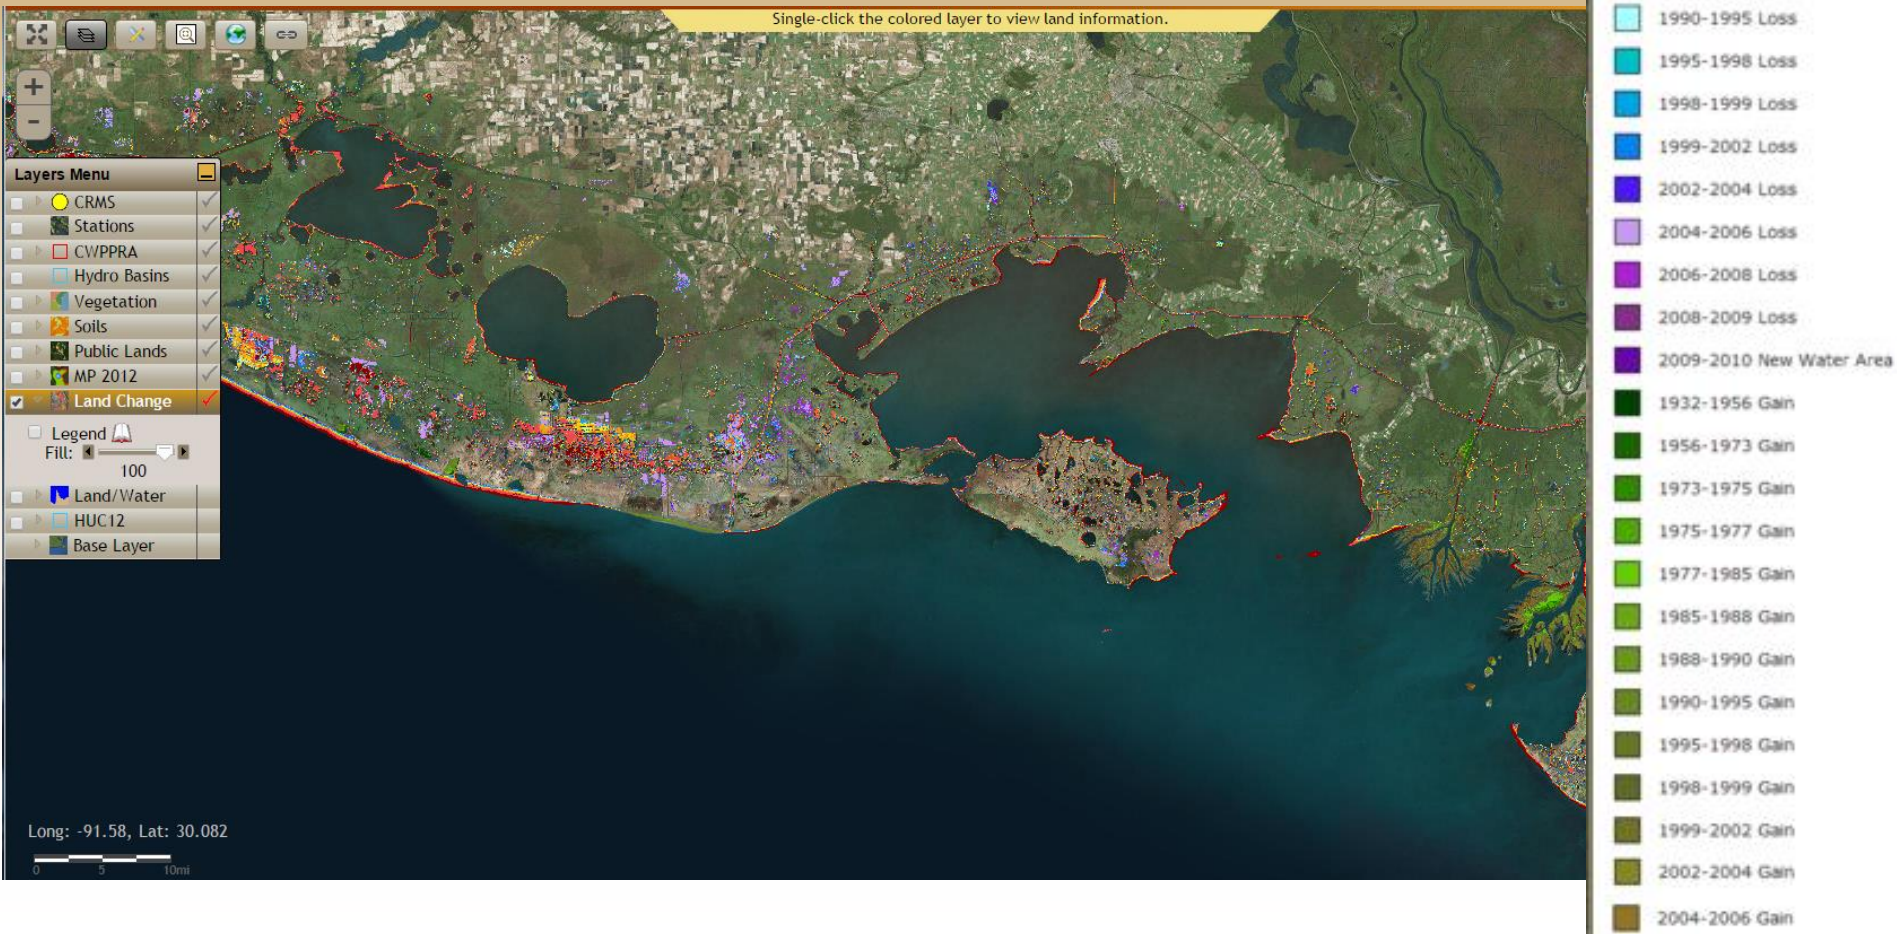 Single-click the colored layer to view land information.
+
-
Layers Menu
CRMS
Stations
CWPPRA
Hydro Basins
Vegetation
Soils
Public Lands
MP 2012
Land Change
Legend
Fill:
100
Land/Water
HUC12
Base Layer
Long: -91.58, Lat: 30.082
0 5 10mi
1990-1995 Loss
1995-1998 Loss
1998-1999 Loss
1999-2002 Loss
2002-2004 Loss
2004-2006 Loss
2006-2008 Loss
2008-2009 Loss
2009-2010 New Water Area
1932-1956 Gain
1956-1973 Gain
1973-1975 Gain
1975-1977 Gain
1977-1985 Gain
1985-1988 Gain
1988-1990 Gain
1990-1995 Gain
1995-1998 Gain
1998-1999 Gain
1999-2002 Gain
2002-2004 Gain
2004-2006 Gain